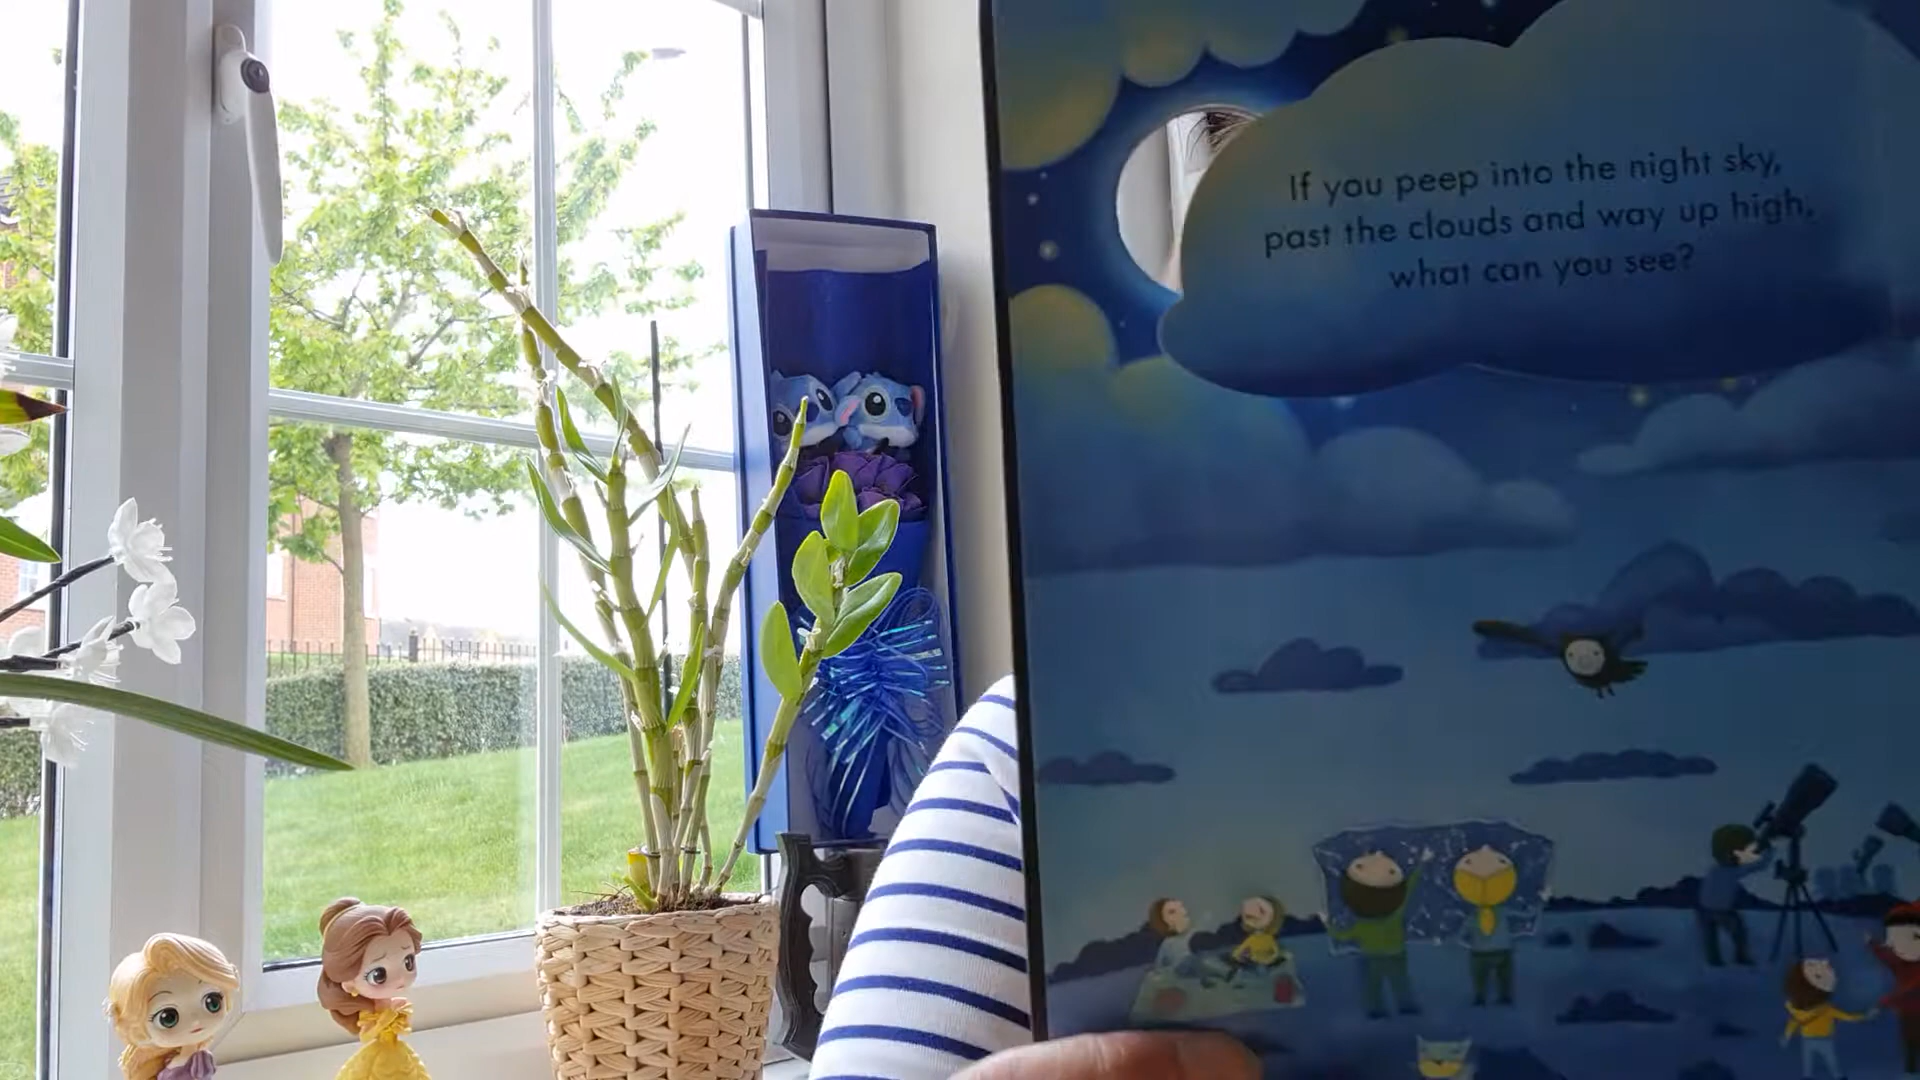 If you peep into the night sky,
past the clouds and way up high,
what can you see?